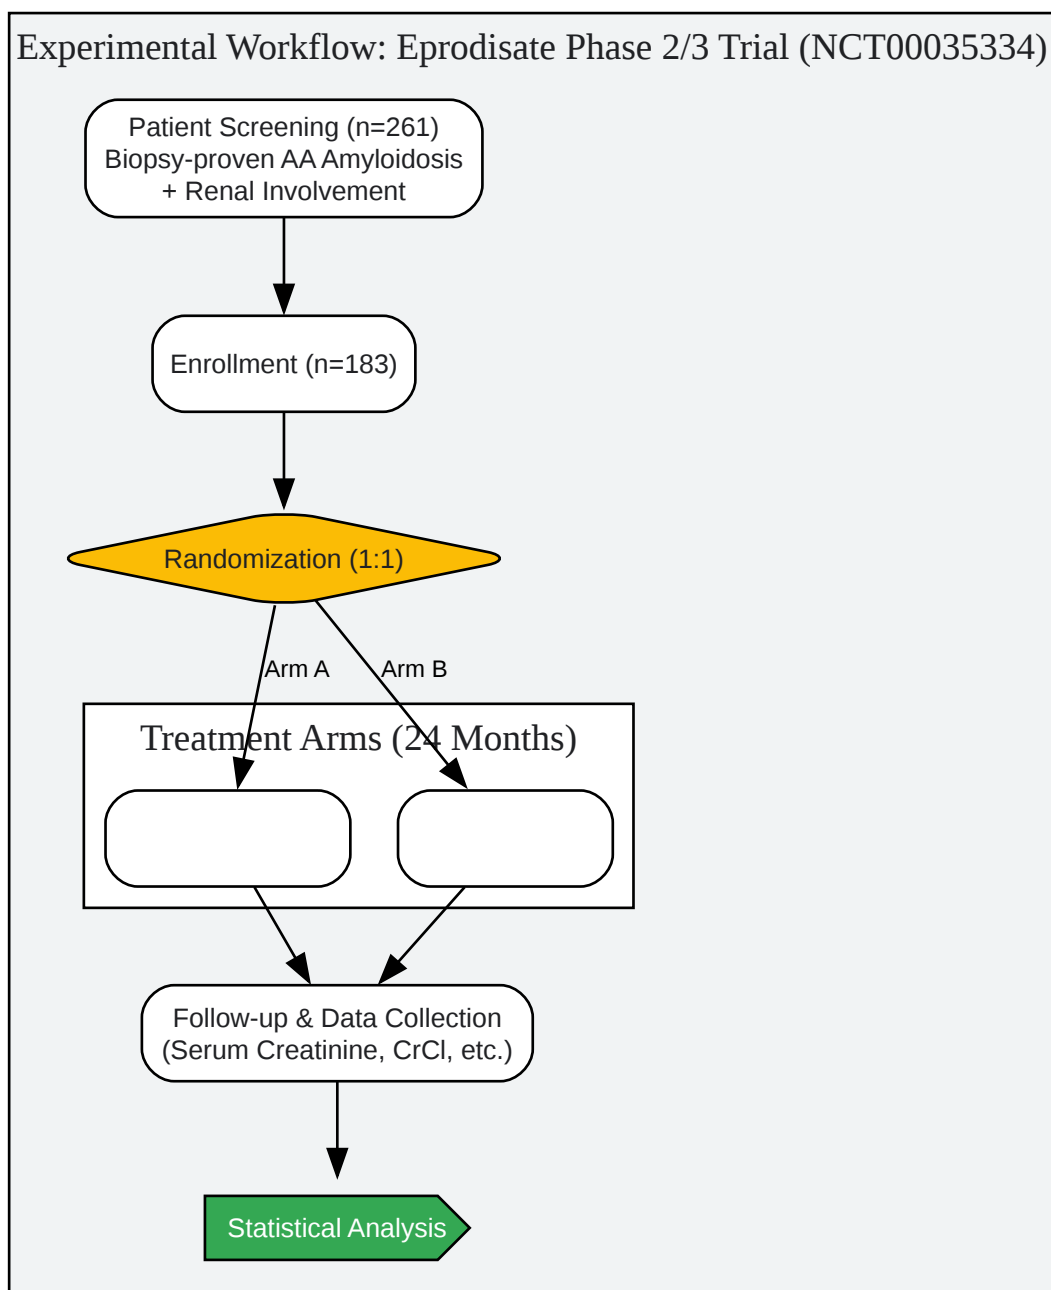 Experimental Workflow: Eprodisate Phase 2/3 Trial (NCT00035334)
Patient Screening (n=261)
Biopsy-proven AA Amyloidosis
+ Renal Involvement
Enrollment (n=183)
Randomization (1:1)
Arm A
Arm B
Treatment Arms (24 Months)
Follow-up & Data Collection
(Serum Creatinine, CrCl, etc.)
Statistical Analysis